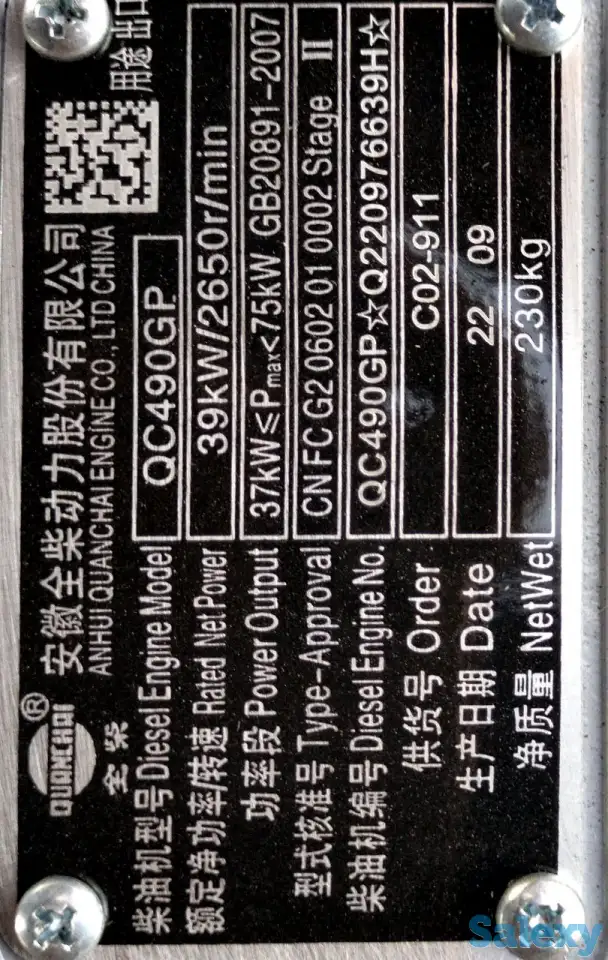 QUANCHAI®
全柴
安徽全柴动力股份有限公司
ANHUI QUANCHAI ENGINE CO., LTD CHINA
用途 出口
柴油机型号 Diesel Engine Model QC490GP
额定净功率/转速 Rated Net Power 39kW/2650r/min
功率段 Power Output 37kW≤Pmax<75kW GB20891-2007
型式核准号 Type-Approval CN FC G2 0602 01 0002 Stage Ⅱ
柴油机编号 Diesel Engine No. QC490GP☆Q220976639H☆
供货号 Order C02-911
生产日期 Date 22 09
净质量 NetWet 230kg
Salexy